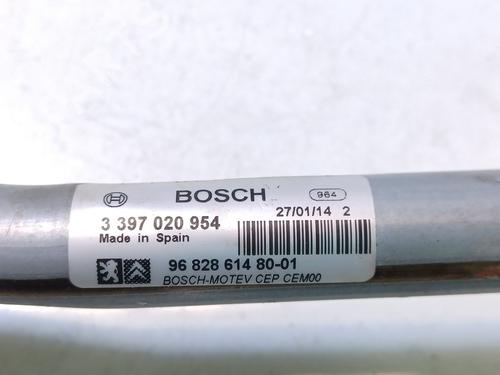 BOSCH 964
3 397 020 954 27/01/14 2
Made in Spain
96 828 614 80-01
BOSCH-MOTEV CEP CEM00